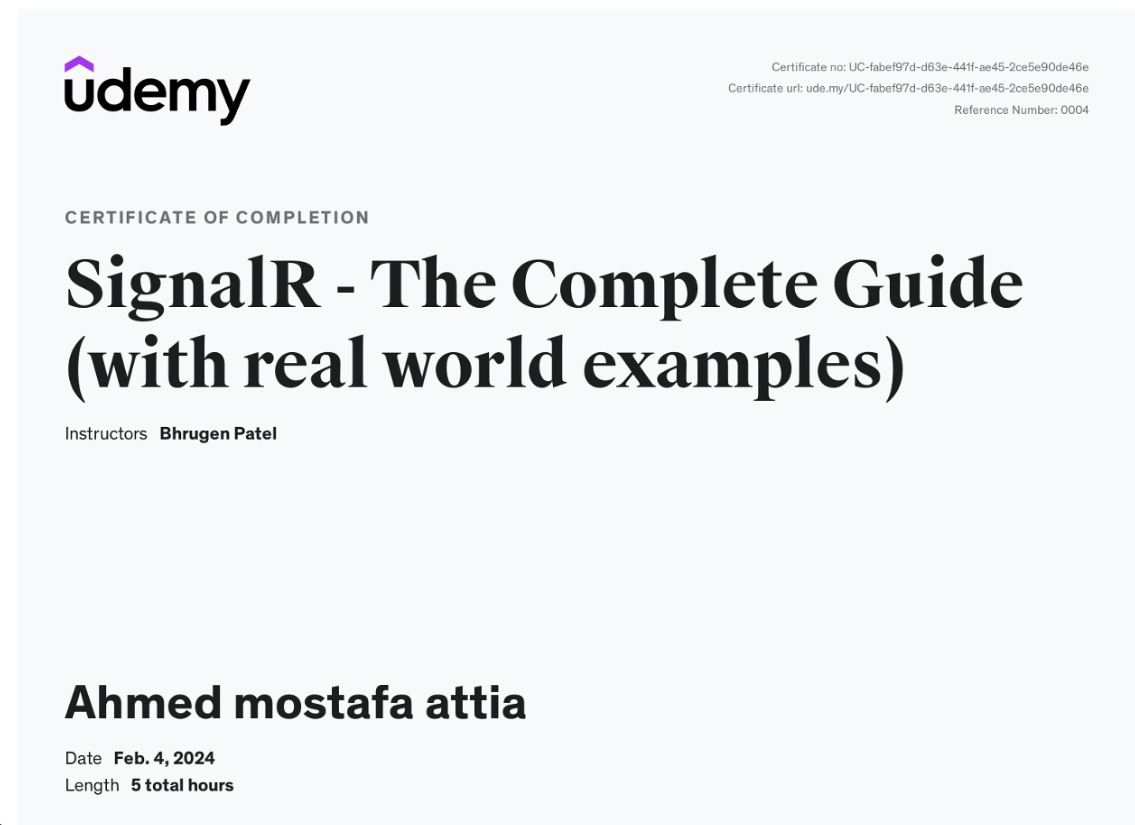 udemy
Certificate no: UC-fabef97d-d63e-441f-ae45-2ce5e90de46e
Certificate url: ude.my/UC-fabef97d-d63e-441f-ae45-2ce5e90de46e
Reference Number: 0004
CERTIFICATE OF COMPLETION
SignalR - The Complete Guide
(with real world examples)
Instructors Bhrugen Patel
Ahmed mostafa attia
Date Feb. 4, 2024
Length 5 total hours